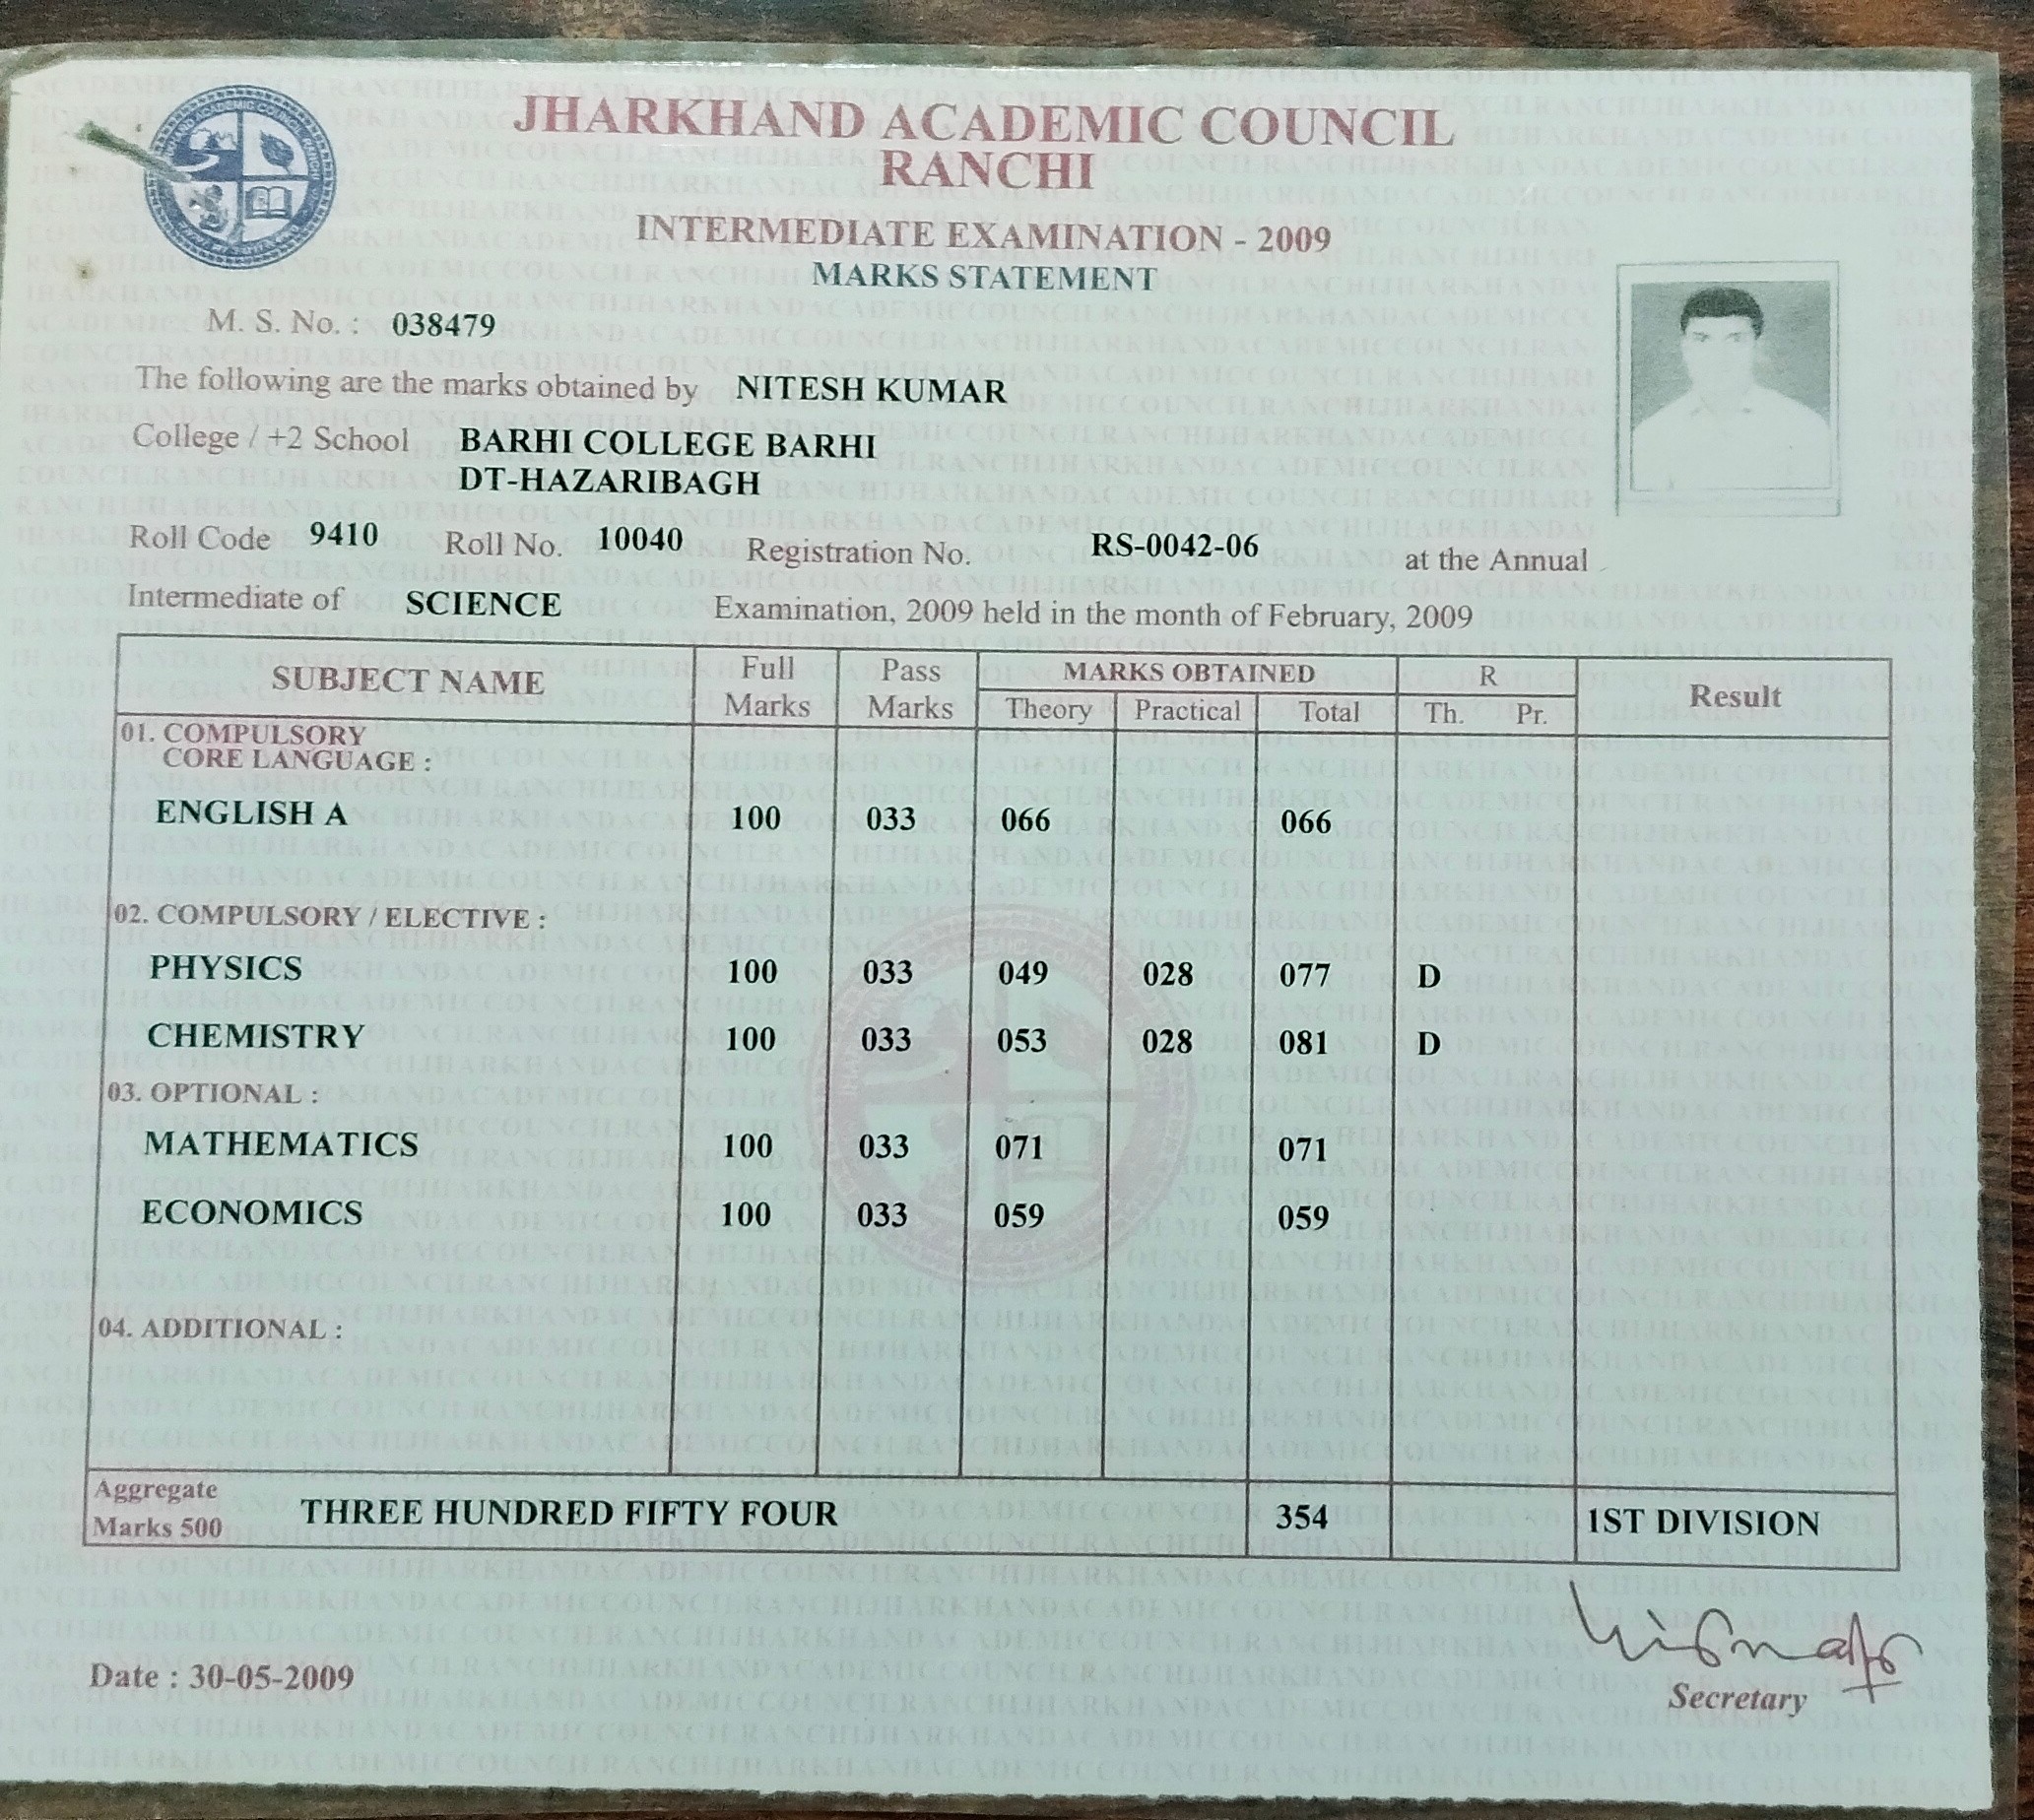 JHARKHAND ACADEMIC COUNCIL
RANCHI
INTERMEDIATE EXAMINATION - 2009
MARKS STATEMENT
M. S. No. : 038479
The following are the marks obtained by NITESH KUMAR
College / +2 School BARHI COLLEGE BARHI
DT-HAZARIBAGH
Roll Code 9410 Roll No. 10040 Registration No. RS-0042-06 at the Annual
Intermediate of SCIENCE Examination, 2009 held in the month of February, 2009
SUBJECT NAME Full Marks Pass Marks MARKS OBTAINED R Result
Theory Practical Total Th. Pr.
01. COMPULSORY
CORE LANGUAGE :
ENGLISH A 100 033 066 066
02. COMPULSORY / ELECTIVE :
PHYSICS 100 033 049 028 077 D
CHEMISTRY 100 033 053 028 081 D
03. OPTIONAL :
MATHEMATICS 100 033 071 071
ECONOMICS 100 033 059 059
04. ADDITIONAL :
Aggregate
Marks 500 THREE HUNDRED FIFTY FOUR 354 1ST DIVISION
Date : 30-05-2009
Secretary